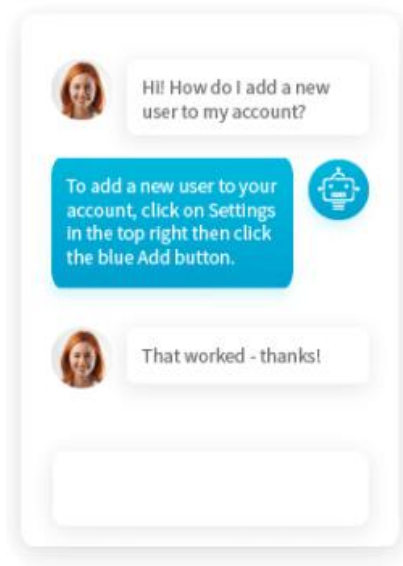 Hi! How do I add a new
user to my account?
To add a new user to your
account, click on Settings
in the top right then click
the blue Add button.
That worked - thanks!